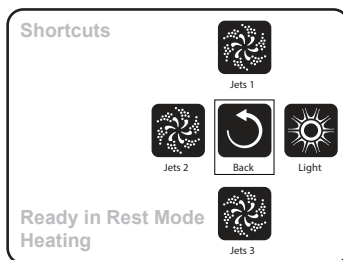 Shortcuts
Jets 1
Jets 2
Back
Light
Ready in Rest Mode
Heating
Jets 3